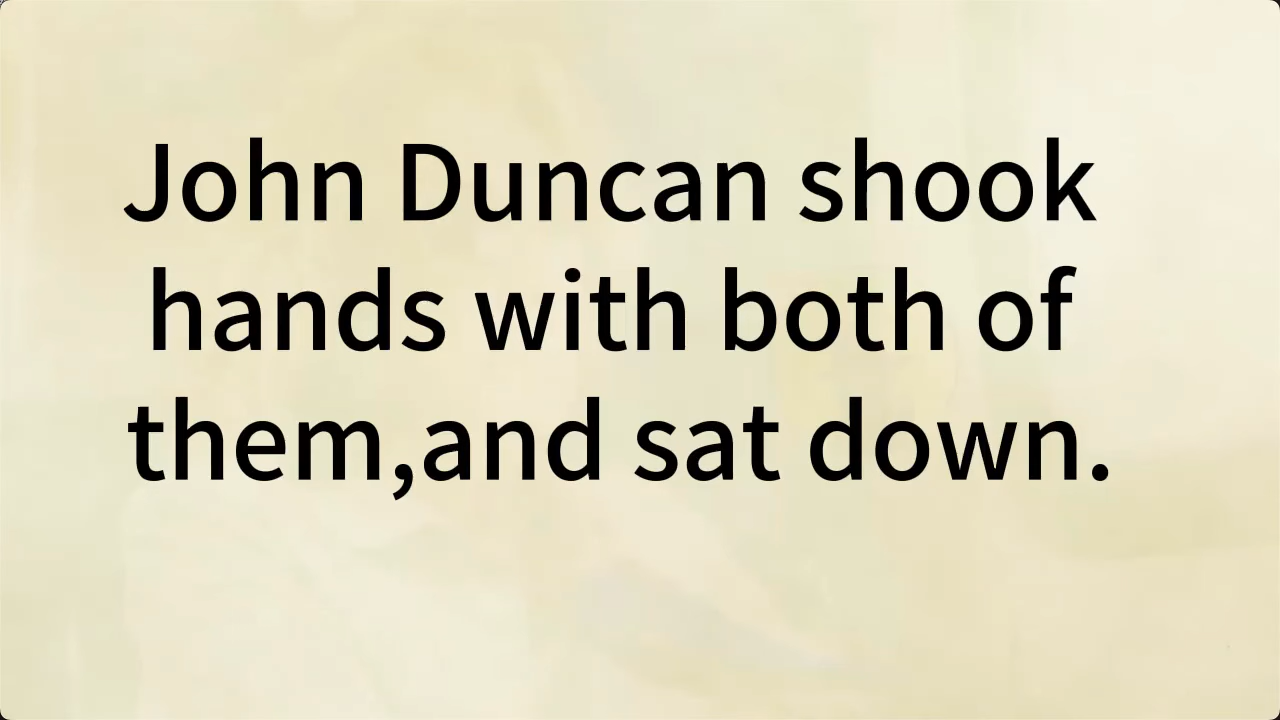 John Duncan shook
hands with both of
them,and sat down.